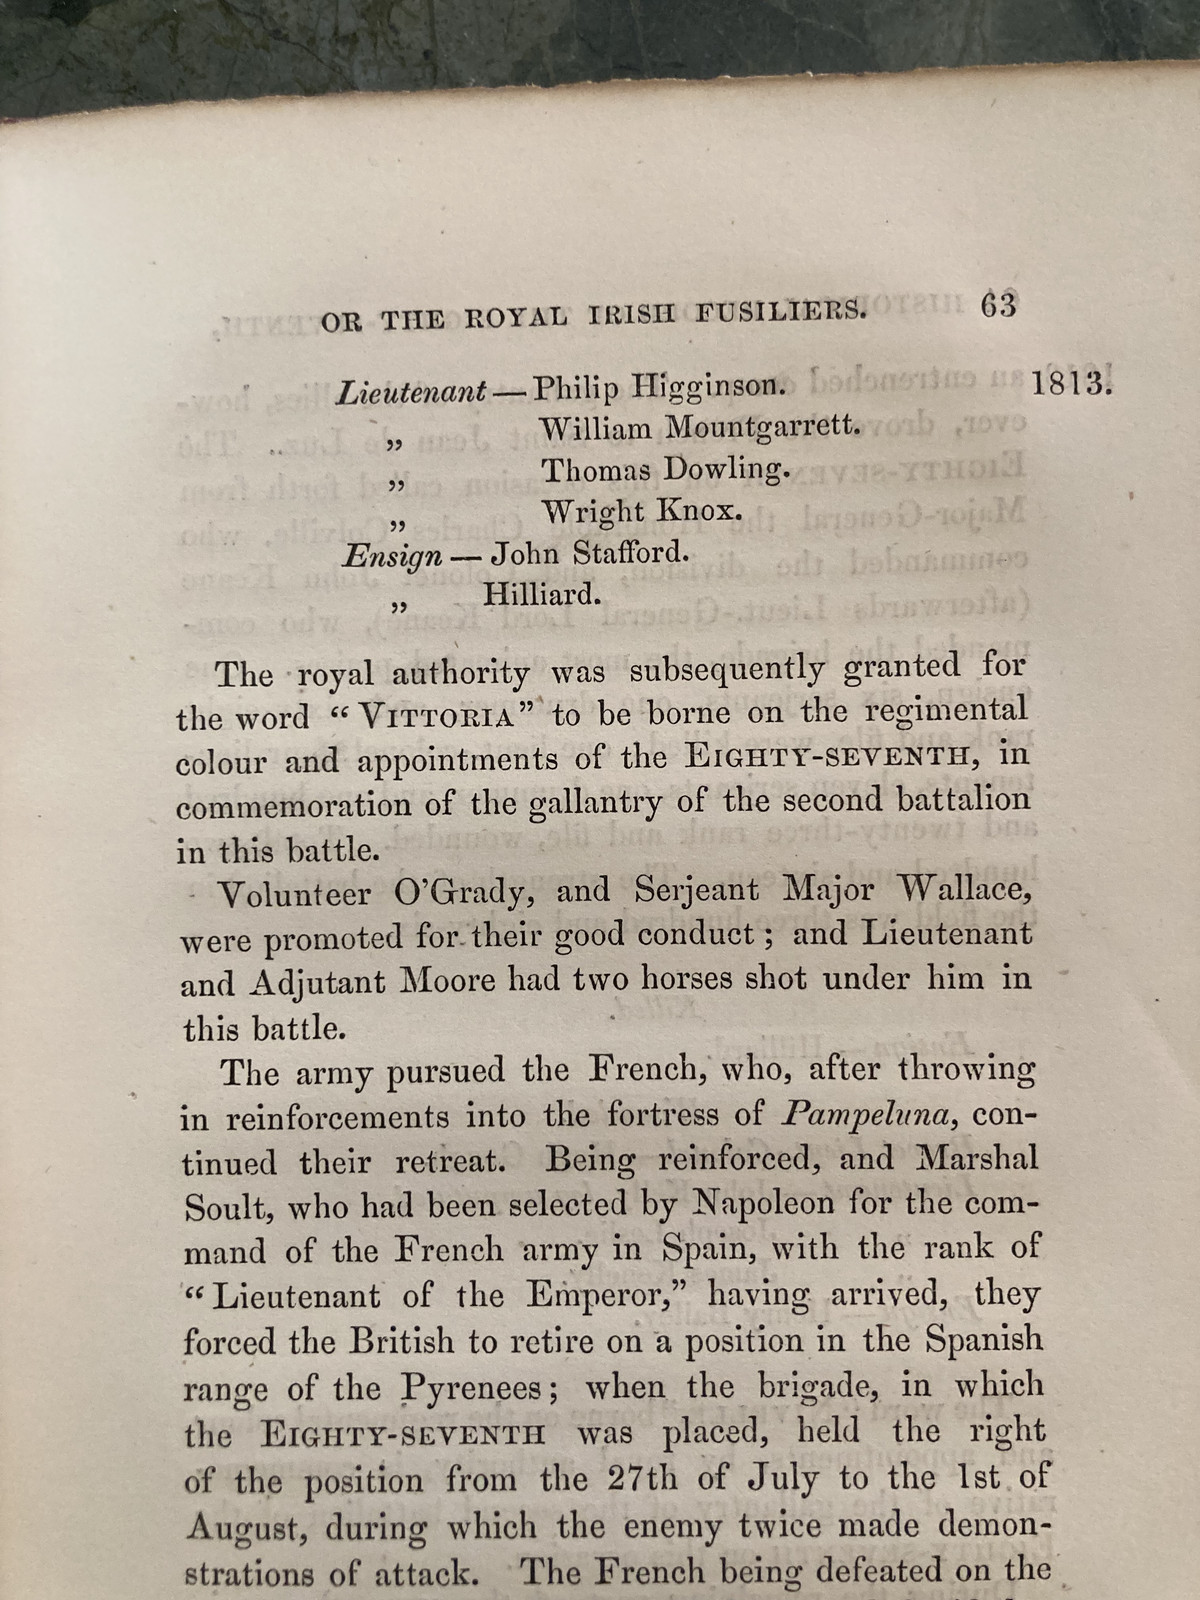 OR THE ROYAL IRISH FUSILIERS. 63
Lieutenant — Philip Higginson. 1813.
„ William Mountgarrett.
„ Thomas Dowling.
„ Wright Knox.
Ensign — John Stafford.
„ Hilliard.
The royal authority was subsequently granted for
the word “VITTORIA” to be borne on the regimental
colour and appointments of the EIGHTY-SEVENTH, in
commemoration of the gallantry of the second battalion
in this battle.
Volunteer O’Grady, and Serjeant Major Wallace,
were promoted for their good conduct; and Lieutenant
and Adjutant Moore had two horses shot under him in
this battle.
The army pursued the French, who, after throwing
in reinforcements into the fortress of Pampeluna, con-
tinued their retreat. Being reinforced, and Marshal
Soult, who had been selected by Napoleon for the com-
mand of the French army in Spain, with the rank of
“Lieutenant of the Emperor,” having arrived, they
forced the British to retire on a position in the Spanish
range of the Pyrenees; when the brigade, in which
the EIGHTY-SEVENTH was placed, held the right
of the position from the 27th of July to the 1st of
August, during which the enemy twice made demon-
strations of attack. The French being defeated on the